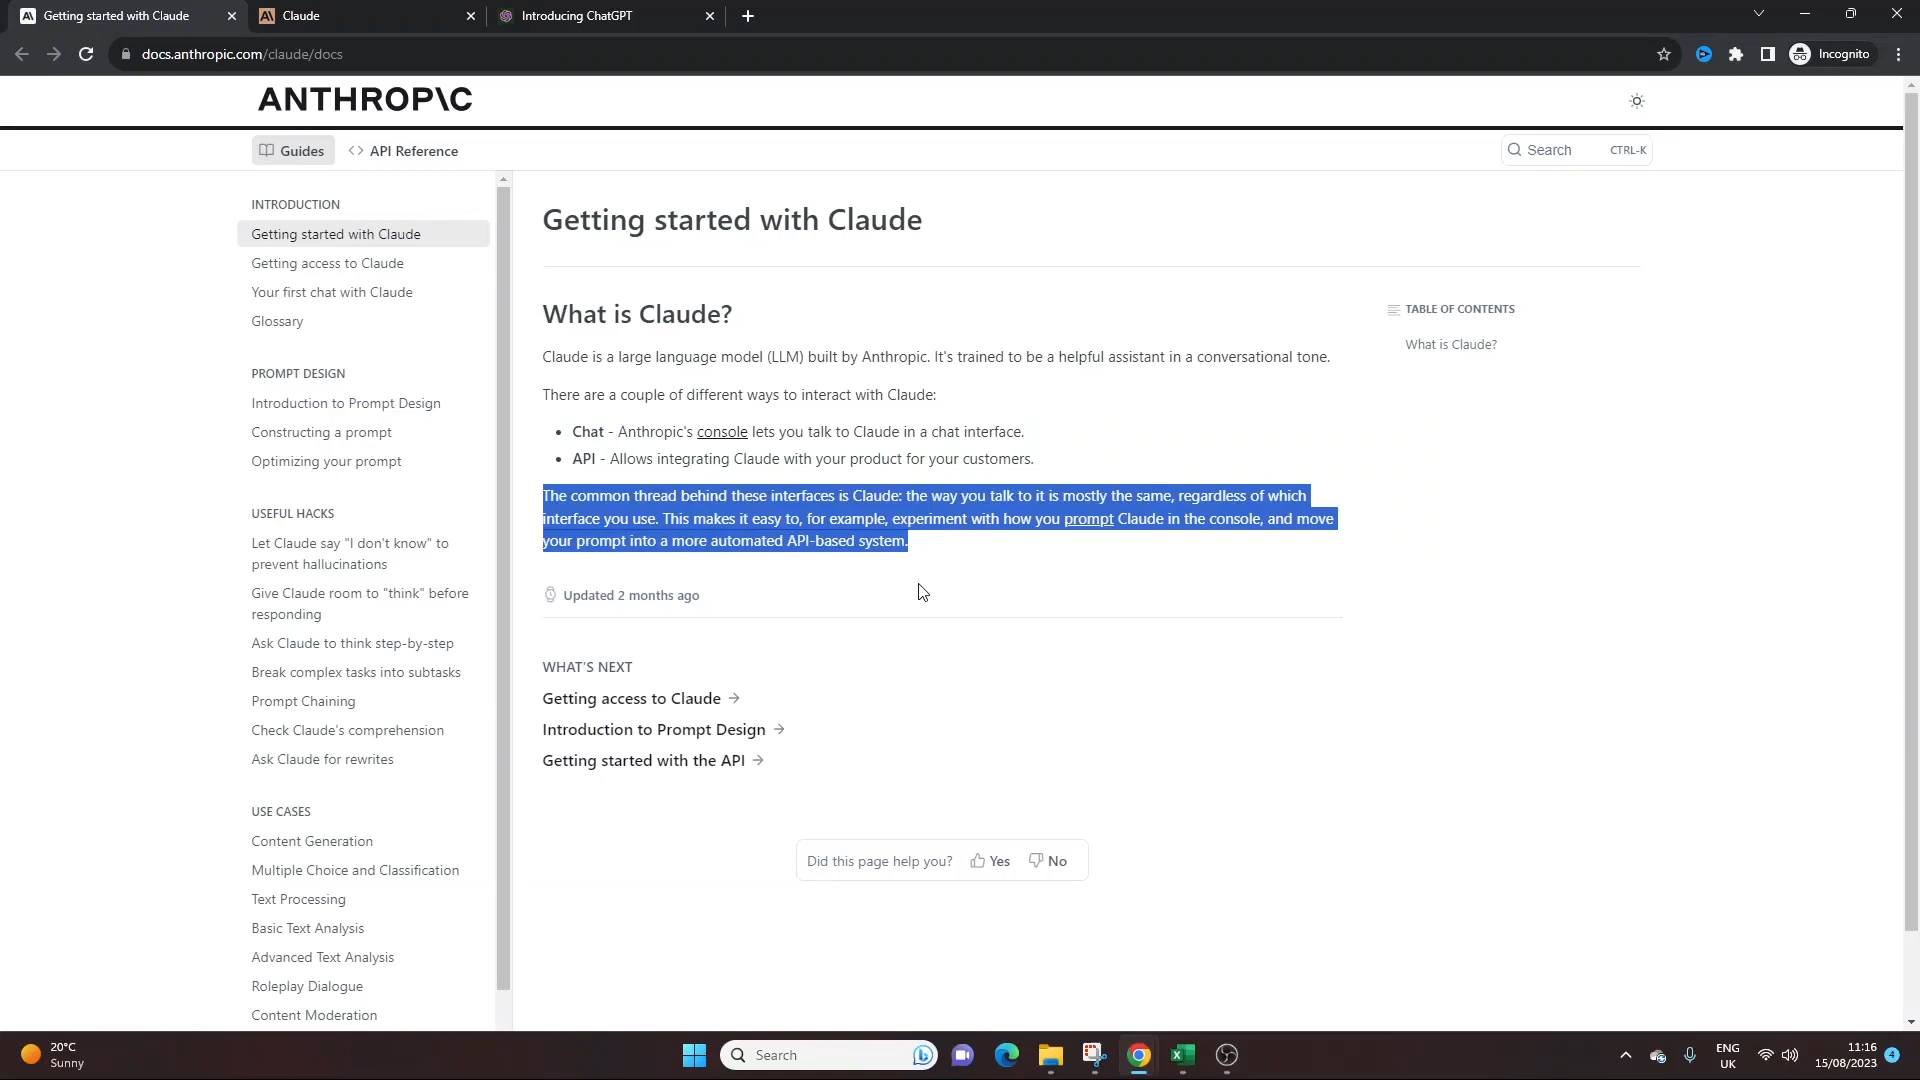 Getting started with Claude
Claude
Introducing ChatGPT
docs.anthropic.com/claude/docs
Incognito
ANTHROP\C
Guides
API Reference
Search CTRL-K
INTRODUCTION
Getting started with Claude
Getting access to Claude
Your first chat with Claude
Glossary
PROMPT DESIGN
Introduction to Prompt Design
Constructing a prompt
Optimizing your prompt
USEFUL HACKS
Let Claude say "I don't know" to
prevent hallucinations
Give Claude room to "think" before
responding
Ask Claude to think step-by-step
Break complex tasks into subtasks
Prompt Chaining
Check Claude's comprehension
Ask Claude for rewrites
USE CASES
Content Generation
Multiple Choice and Classification
Text Processing
Basic Text Analysis
Advanced Text Analysis
Roleplay Dialogue
Content Moderation
Getting started with Claude
What is Claude?
Claude is a large language model (LLM) built by Anthropic. It's trained to be a helpful assistant in a conversational tone.
There are a couple of different ways to interact with Claude:
• Chat - Anthropic's console lets you talk to Claude in a chat interface.
• API - Allows integrating Claude with your product for your customers.
The common thread behind these interfaces is Claude: the way you talk to it is mostly the same, regardless of which
interface you use. This makes it easy to, for example, experiment with how you prompt Claude in the console, and move
your prompt into a more automated API-based system.
Updated 2 months ago
WHAT'S NEXT
Getting access to Claude →
Introduction to Prompt Design →
Getting started with the API →
Did this page help you? Yes No
TABLE OF CONTENTS
What is Claude?
20°C
Sunny
Search
ENG
UK
11:16
15/08/2023
4